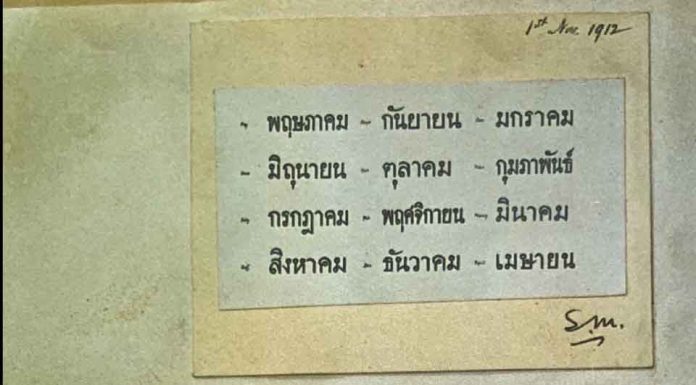 1st Nov. 1912
- พฤษภาคม - กันยายน - มกราคม
- มิถุนายน - ตุลาคม - กุมภาพันธ์
- กรกฎาคม - พฤศจิกายน - มีนาคม
- สิงหาคม - ธันวาคม - เมษายน
S.m.